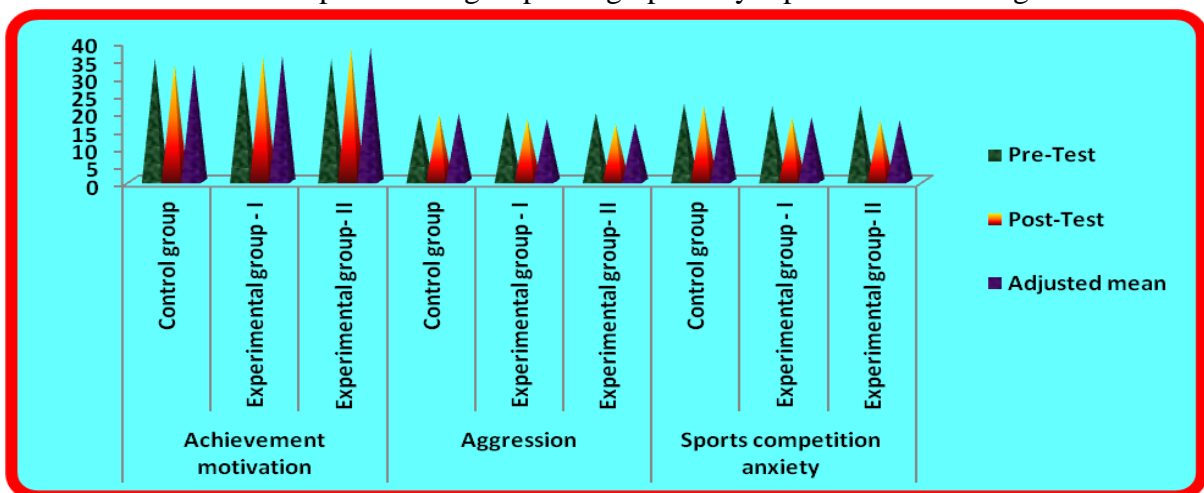 40
35
30
25
20
15
10
5
0
Control group
Experimental group - I
Experimental group- II
Control group
Experimental group - I
Experimental group- II
Control group
Experimental group - I
Experimental group- II
Achievement
motivation
Aggression
Sports competition
anxiety
Pre-Test
Post-Test
Adjusted mean